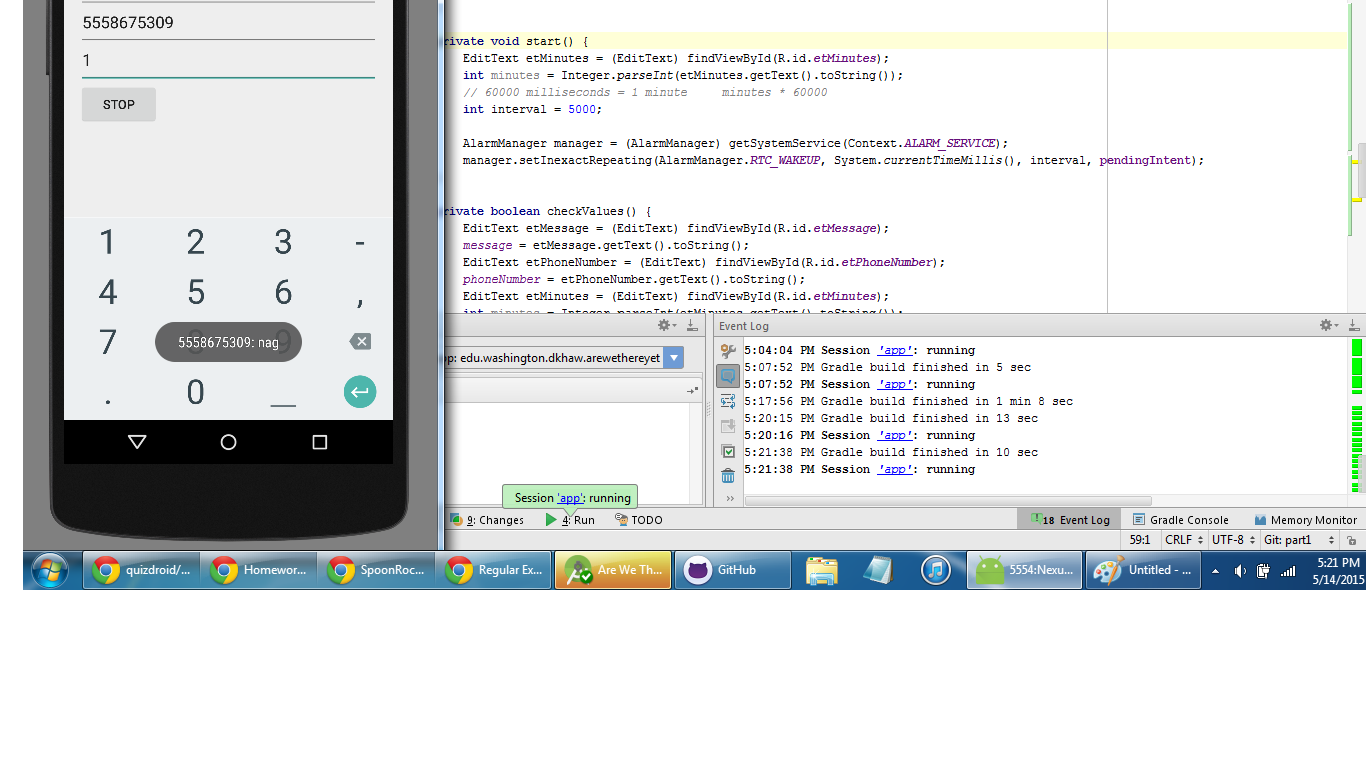 5558675309
1
STOP
1 2 3 -
4 5 6 ,
7 8 9
5558675309: nag
. 0 _
rivate void start() {
EditText etMinutes = (EditText) findViewById(R.id.etMinutes);
int minutes = Integer.parseInt(etMinutes.getText().toString());
// 60000 milliseconds = 1 minute     minutes * 60000
int interval = 5000;
AlarmManager manager = (AlarmManager) getSystemService(Context.ALARM_SERVICE);
manager.setInexactRepeating(AlarmManager.RTC_WAKEUP, System.currentTimeMillis(), interval, pendingIntent);
rivate boolean checkValues() {
EditText etMessage = (EditText) findViewById(R.id.etMessage);
message = etMessage.getText().toString();
EditText etPhoneNumber = (EditText) findViewById(R.id.etPhoneNumber);
phoneNumber = etPhoneNumber.getText().toString();
EditText etMinutes = (EditText) findViewById(R.id.etMinutes);
int minutes = Integer.parseInt(etMinutes.getText().toString());
pp: edu.washington.dkhaw.arewethereyet
Event Log
5:04:04 PM Session 'app': running
5:07:52 PM Gradle build finished in 5 sec
5:07:52 PM Session 'app': running
5:17:56 PM Gradle build finished in 1 min 8 sec
5:20:15 PM Gradle build finished in 13 sec
5:20:16 PM Session 'app': running
5:21:38 PM Gradle build finished in 10 sec
5:21:38 PM Session 'app': running
Session 'app': running
9: Changes 4: Run TODO 18 Event Log Gradle Console Memory Monitor
59:1 CRLF UTF-8 Git: part1
quizdroid/... Homewor... SpoonRoc... Regular Ex... Are We Th... GitHub 5554:Nexu... Untitled - ... 5:21 PM
5/14/2015